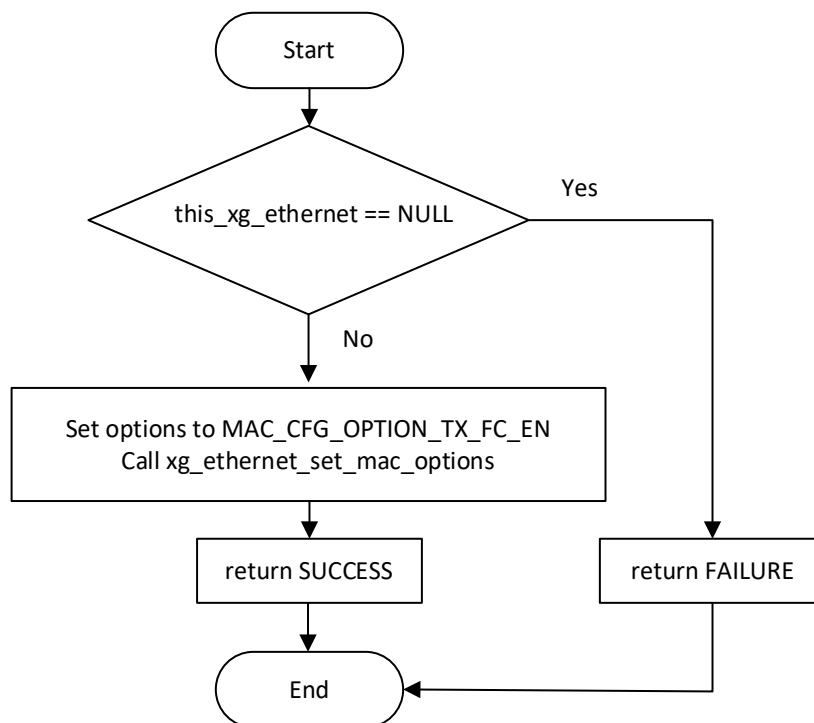 Start
this_xg_ethernet == NULL
Yes
No
Set options to MAC_CFG_OPTION_TX_FC_EN
Call xg_ethernet_set_mac_options
return SUCCESS
return FAILURE
End